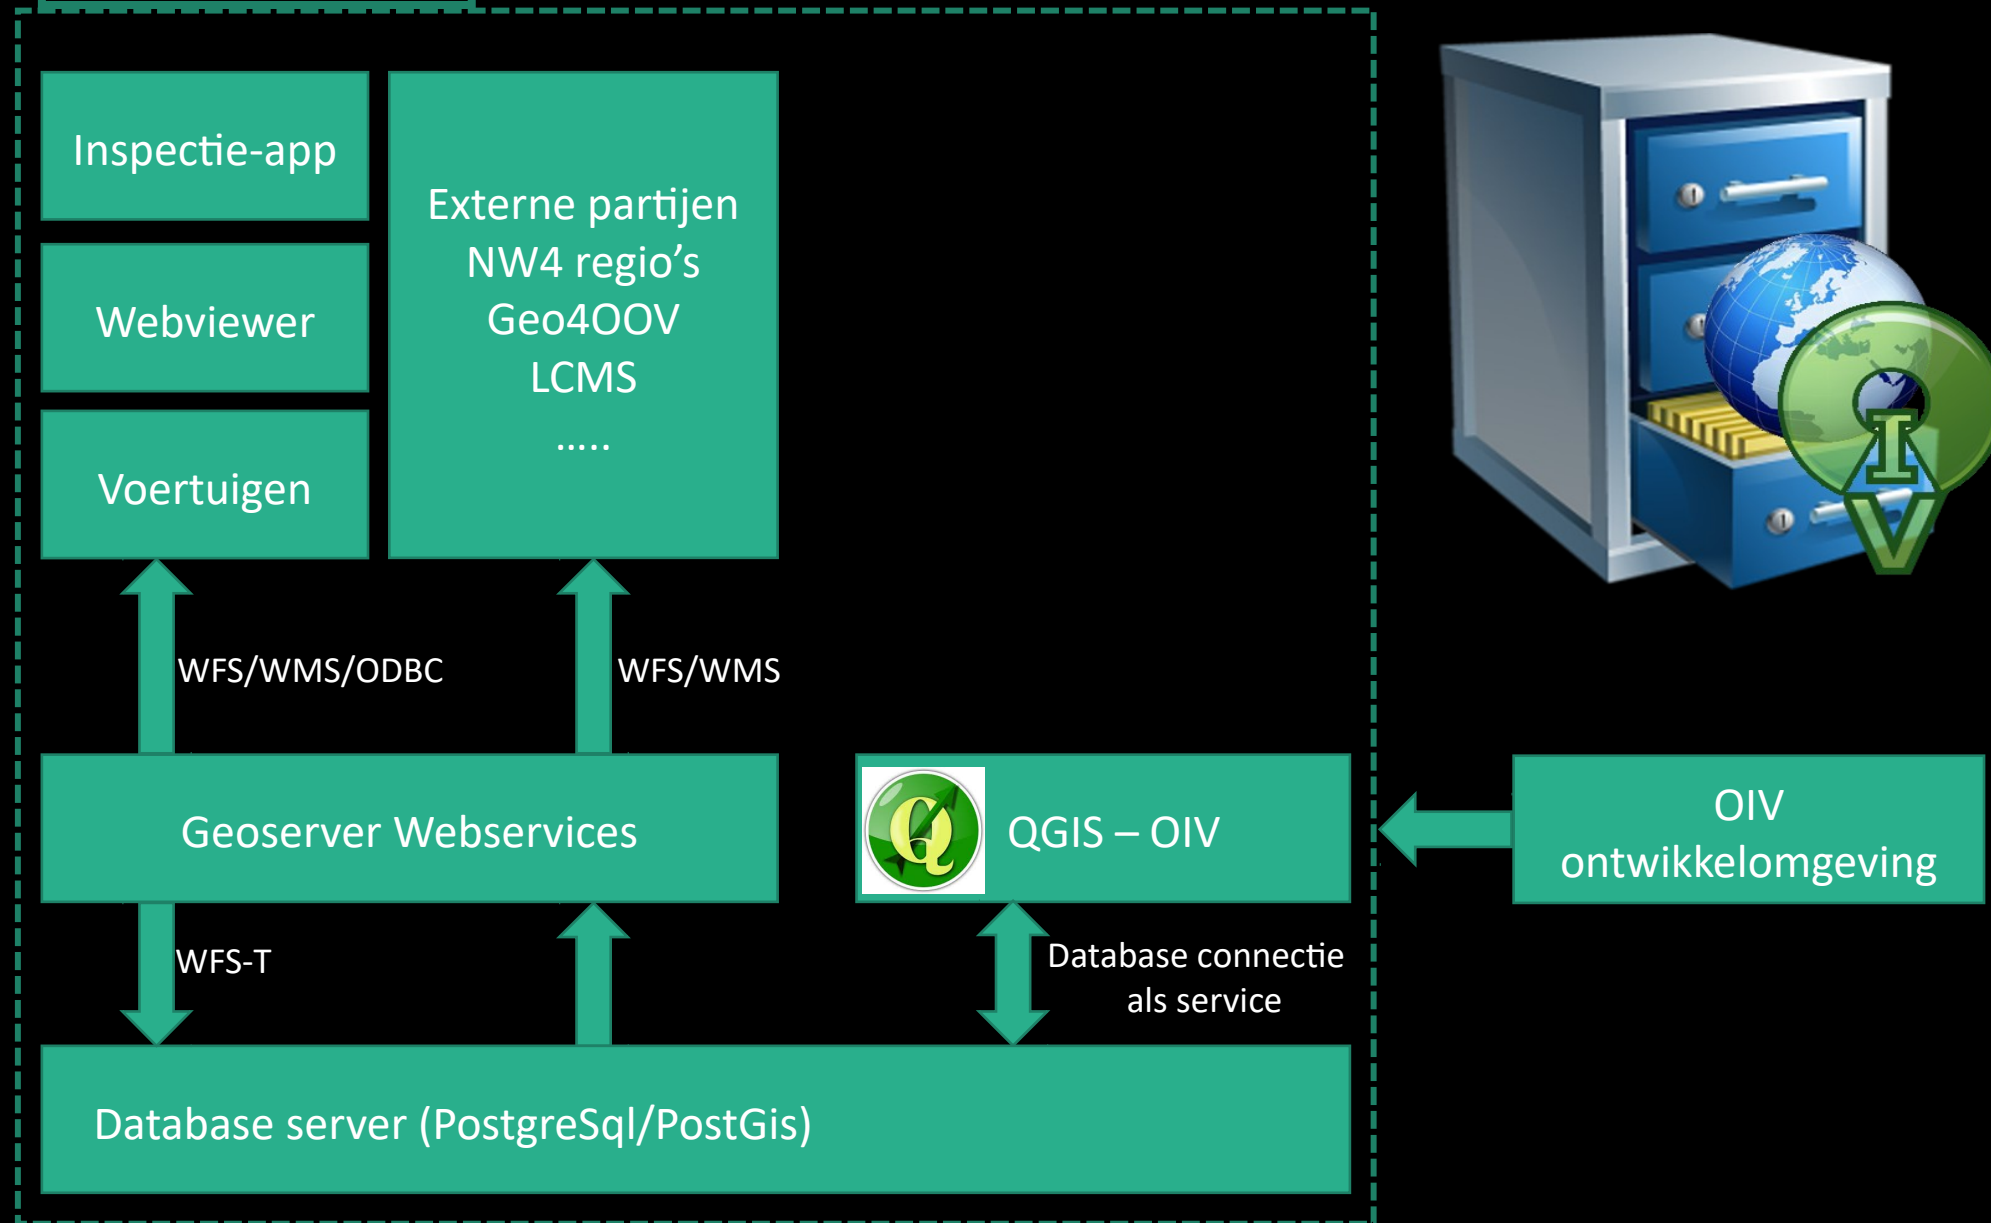 Inspectie-app
Webviewer
Voertuigen
Externe partijen
NW4 regio's
Geo4OOV
LCMS
.....
WFS/WMS/ODBC
WFS/WMS
Geoserver Webservices
Q
QGIS – OIV
OIV
ontwikkelomgeving
WFS-T
Database connectie
als service
Database server (PostgreSql/PostGis)
OIV